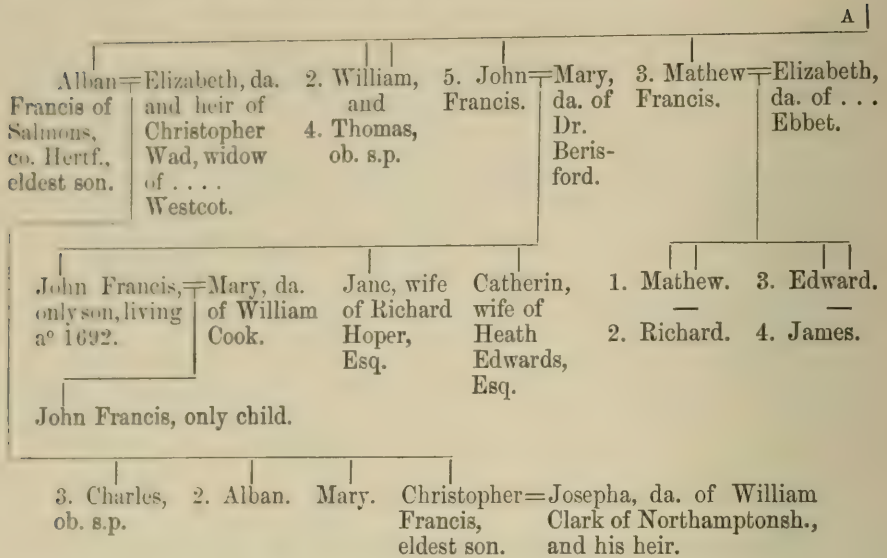 A
Alban=Elizabeth, da.
Francis of and heir of
Salmons, Christopher
co. Hertf., Wad, widow
eldest son. of . . . .
Westcot.
2. William,
and
4. Thomas,
ob. s.p.
5. John=Mary,
Francis. da. of
Dr.
Beris-
ford.
3. Mathew=Elizabeth,
Francis. da. of . . .
Ebbet.
John Francis,=Mary, da.
only son, living of William
aº 1692. Cook.
Jane, wife
of Richard
Hoper,
Esq.
Catherin,
wife of
Heath
Edwards,
Esq.
1. Mathew. 3. Edward.
2. Richard. 4. James.
John Francis, only child.
3. Charles, 2. Alban. Mary. Christopher=Josepha, da. of William
ob. s.p. Francis, Clark of Northamptonsh.,
eldest son. and his heir.